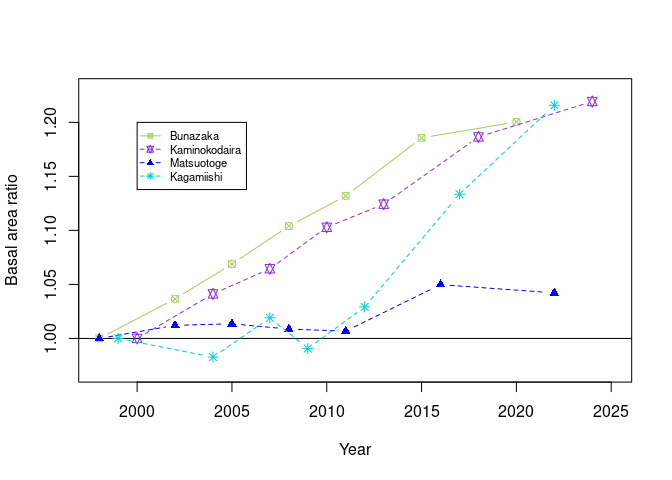 Basal area ratio
1.20
1.15
1.10
1.05
1.00
Bunazaka
Kaminokodaira
Matsuotoge
Kagamiishi
2000 2005 2010 2015 2020 2025
Year